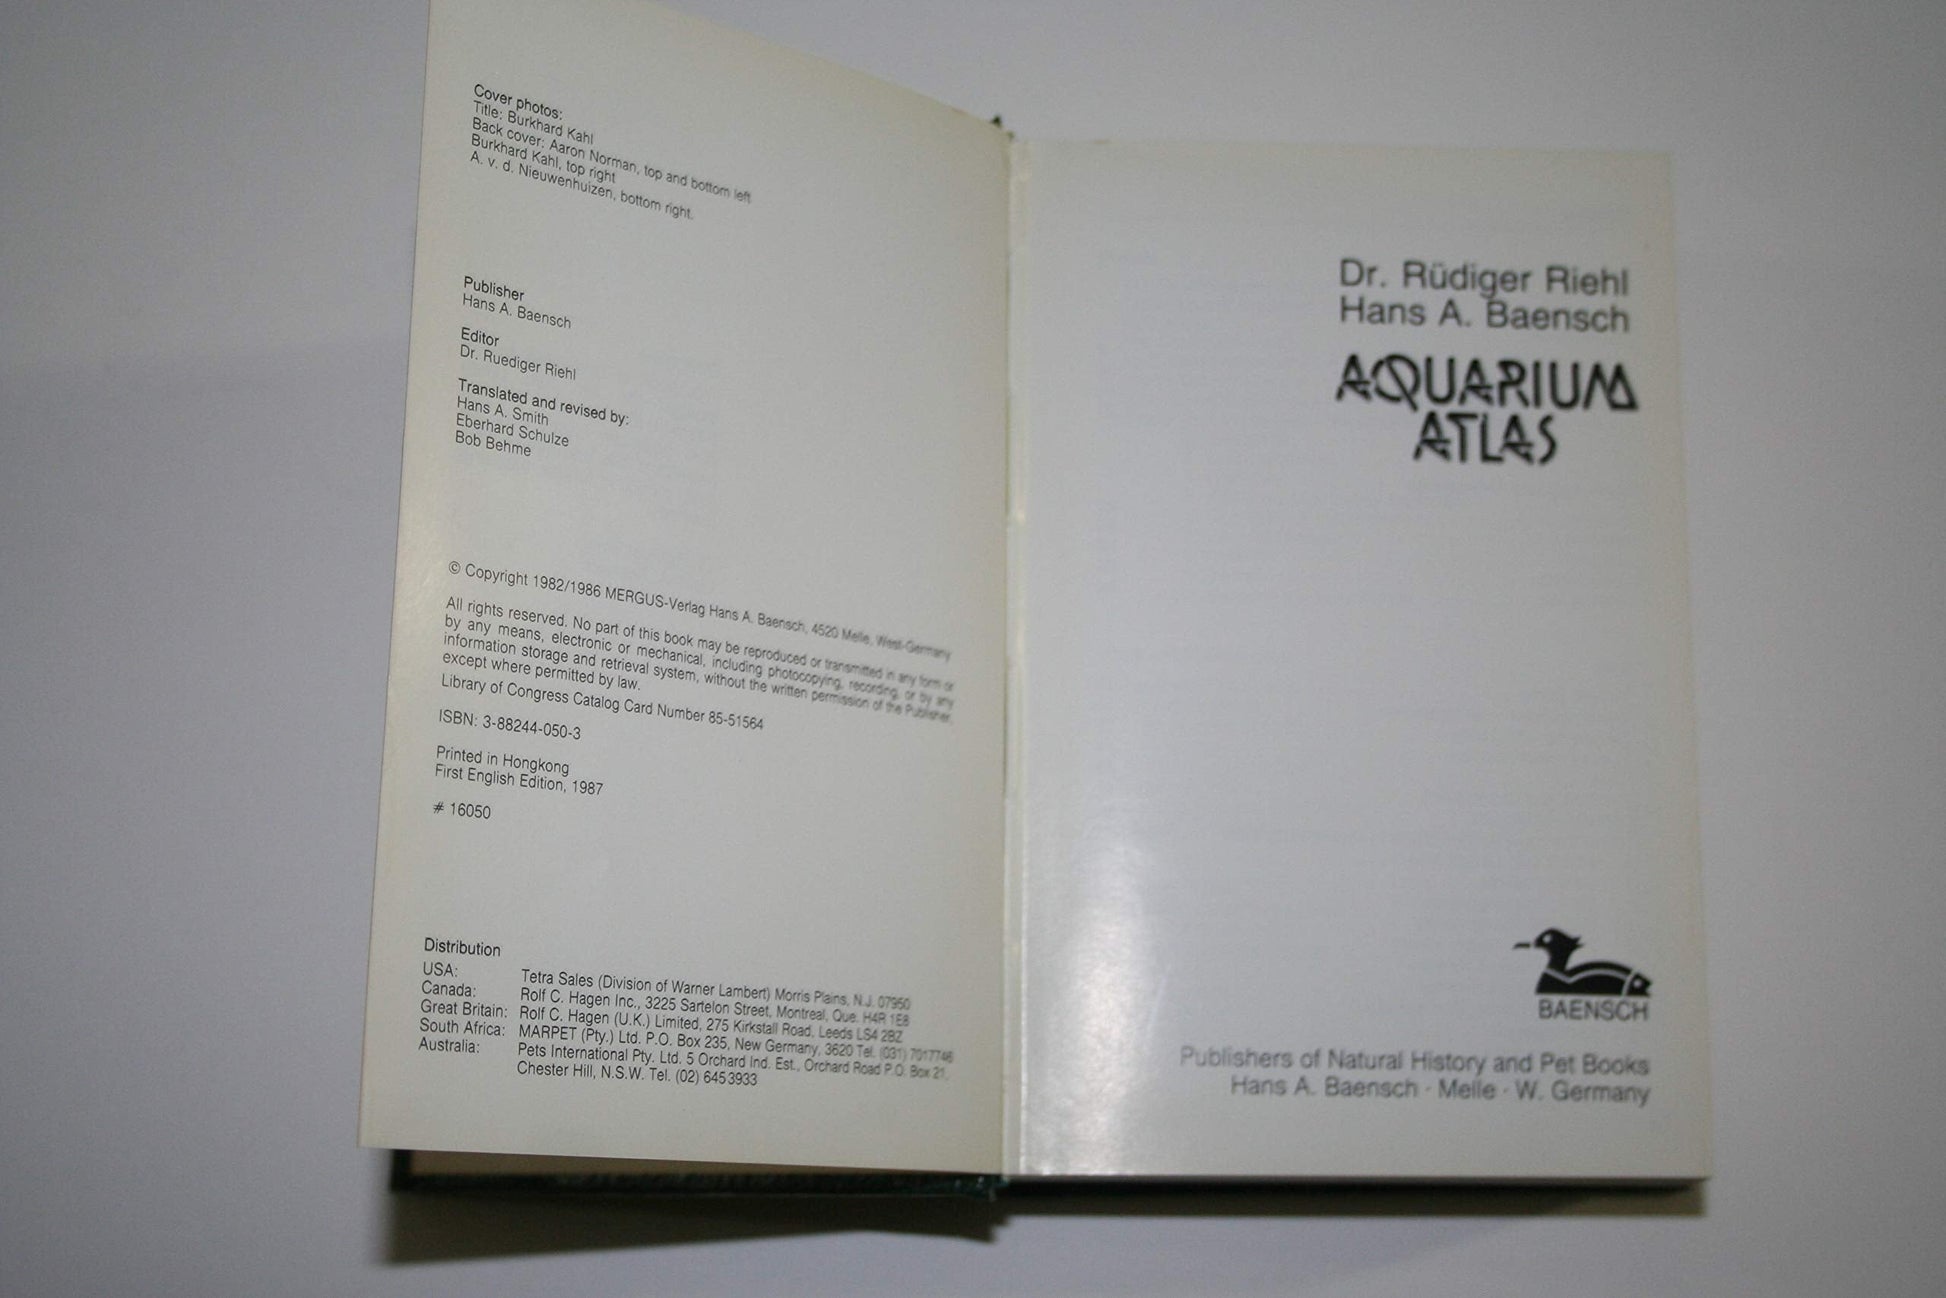 Cover photos:
Title: Burkhard Kahl
Back cover: Aaron Norman, top and bottom left
Burkhard Kahl, top right
A. v. d. Nieuwenhuizen, bottom right.
Publisher
Hans A. Baensch
Editor
Dr. Ruediger Riehl
Translated and revised by:
Hans A. Smith
Eberhard Schulze
Bob Behme
© Copyright 1982/1986 MERGUS-Verlag Hans A. Baensch, 4520 Melle, West-Germany
All rights reserved. No part of this book may be reproduced or transmitted in any form or
by any means, electronic or mechanical, including photocopying, recording, or by any
information storage and retrieval system, without the written permission of the Publisher,
except where permitted by law.
Library of Congress Catalog Card Number 85-51564
ISBN: 3-88244-050-3
Printed in Hongkong
First English Edition, 1987
# 16050
Distribution
USA: Tetra Sales (Division of Warner Lambert) Morris Plains, N.J. 07950
Canada: Rolf C. Hagen Inc., 3225 Sartelon Street, Montreal, Que. H4R 1E8
Great Britain: Rolf C. Hagen (U.K.) Limited, 275 Kirkstall Road, Leeds LS4 2BZ
South Africa: MARPET (Pty.) Ltd. P.O. Box 235, New Germany, 3620 Tel. (031) 7017746
Australia: Pets International Pty. Ltd. 5 Orchard Ind. Est., Orchard Road P.O. Box 21,
Chester Hill, N.S.W. Tel. (02) 6453933
Dr. Rüdiger Riehl
Hans A. Baensch
AQUARIUM
ATLAS
BAENSCH
Publishers of Natural History and Pet Books
Hans A. Baensch · Melle · W. Germany